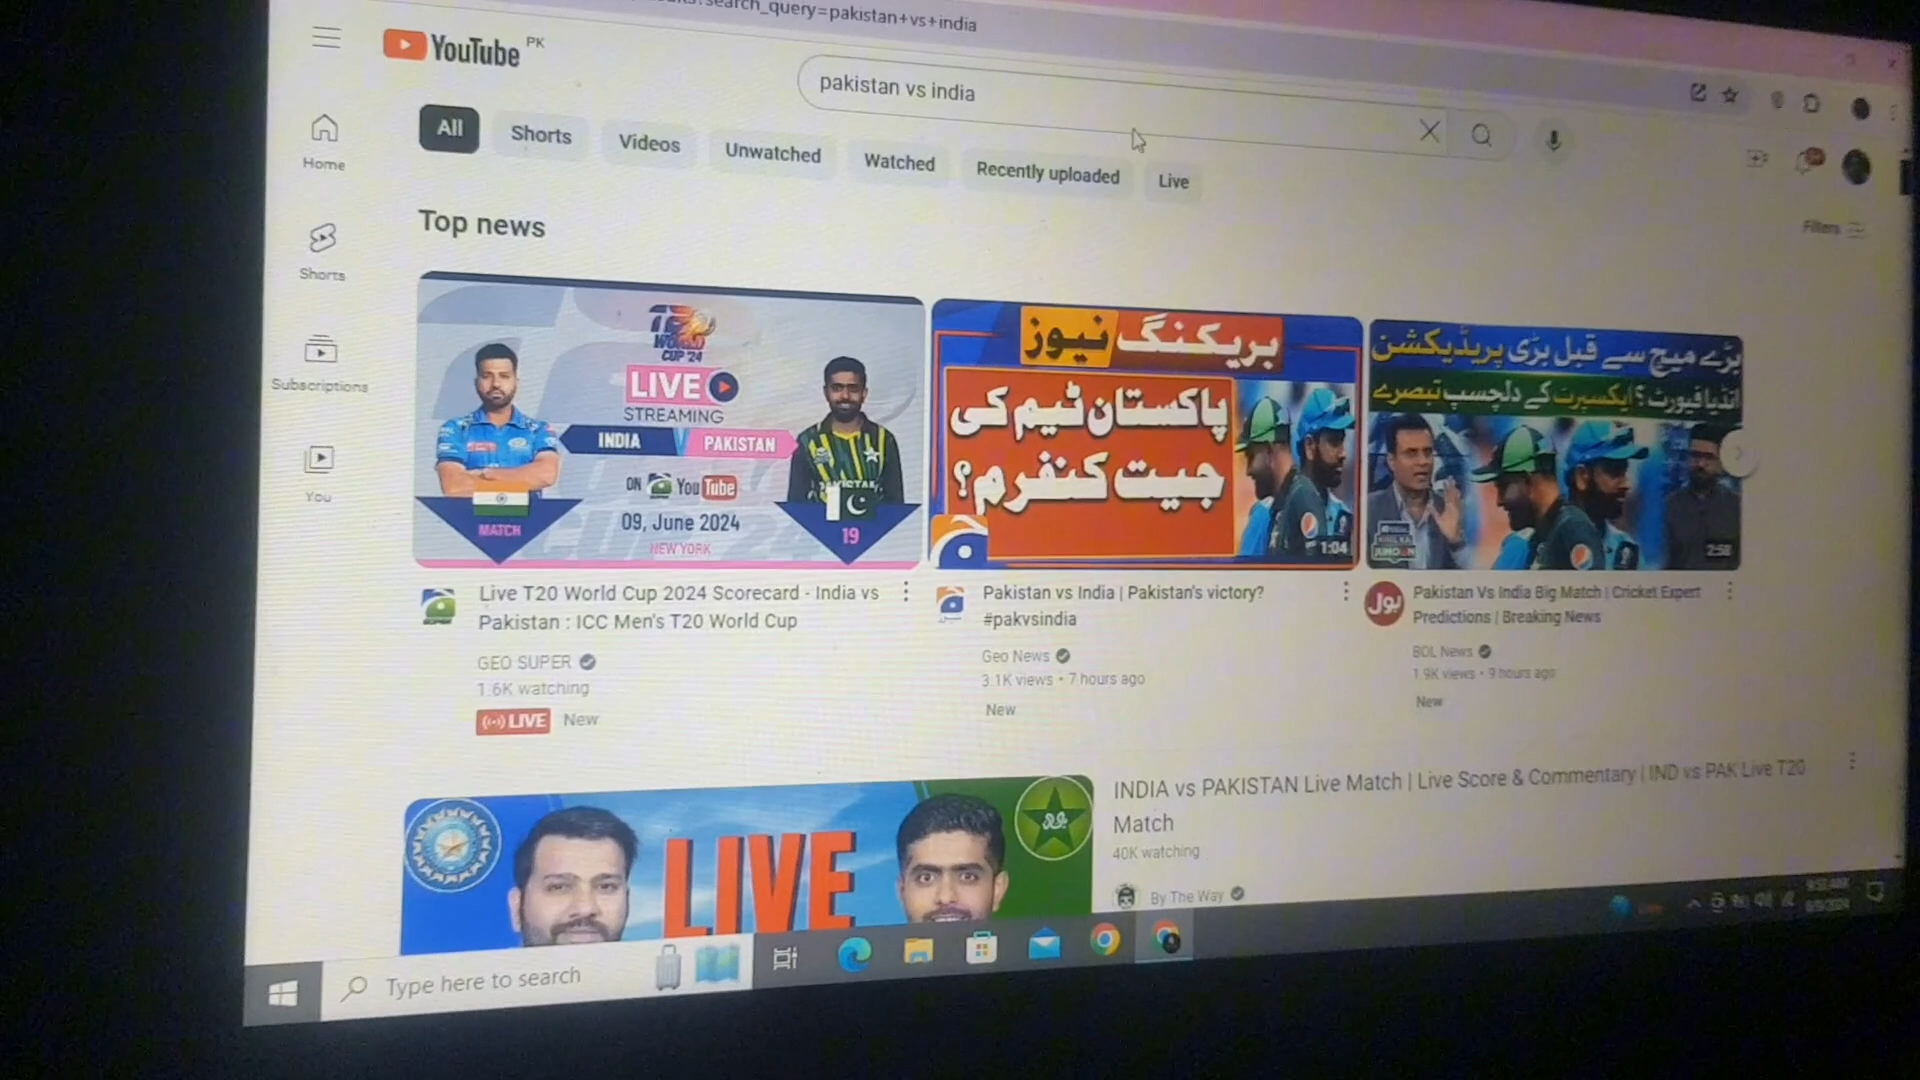 search_query=pakistan+vs+india
YouTube PK
pakistan vs india
All
Shorts
Videos
Unwatched
Watched
Recently uploaded
Live
Filters
Home
Shorts
Subscriptions
You
Top news
T20
WORLD
CUP '24
LIVE
STREAMING
INDIA
PAKISTAN
ON
YouTube
09, June 2024
NEW YORK
MATCH
19
بریکنگ نیوز
پاکستان ٹیم کی
جیت کنفرم؟
1:04
بڑے میچ سے قبل بڑی پریڈیکشن
انڈیا فیورٹ؟ ایکسپرٹ کے دلچسپ تبصرے
2:58
Live T20 World Cup 2024 Scorecard - India vs
Pakistan : ICC Men's T20 World Cup
GEO SUPER
1.6K watching
LIVE New
Pakistan vs India | Pakistan's victory?
#pakvsindia
Geo News
3.1K views • 7 hours ago
New
بول
Pakistan Vs India Big Match | Cricket Expert
Predictions | Breaking News
BOL News
1.9K views • 9 hours ago
New
LIVE
INDIA vs PAKISTAN Live Match | Live Score & Commentary | IND vs PAK Live T20
Match
40K watching
By The Way
Type here to search